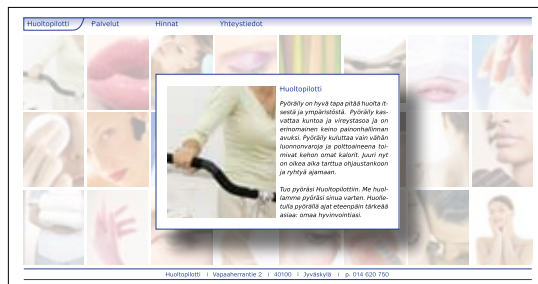 Huoltopilotti Palvelut Hinnat Yhteystiedot
Huoltopilotti
Pyöräily on hyvä tapa pitää huolta it-
sestä ja ympäristöstä. Pyöräily kas-
vattaa kuntoa ja vireystasoa ja on
erinomainen keino painonhallinnan
avuksi. Pyöräily kuluttaa vain vähän
luonnonvaroja ja polttoaineena toi-
mivat kehon omat kalorit. Juuri nyt
on oikea aika tarttua ohjaustankoon
ja ryhtyä ajamaan.
Tuo pyöräsi Huoltopilottiin. Me huol-
lamme pyöräsi sinua varten. Huolle-
tulla pyörällä ajat eteenpäin tärkeää
asiaa: omaa hyvinvointiasi.
Huoltopilotti | Vapaaherrantie 2 | 40100 | Jyväskylä | p. 014 620 750